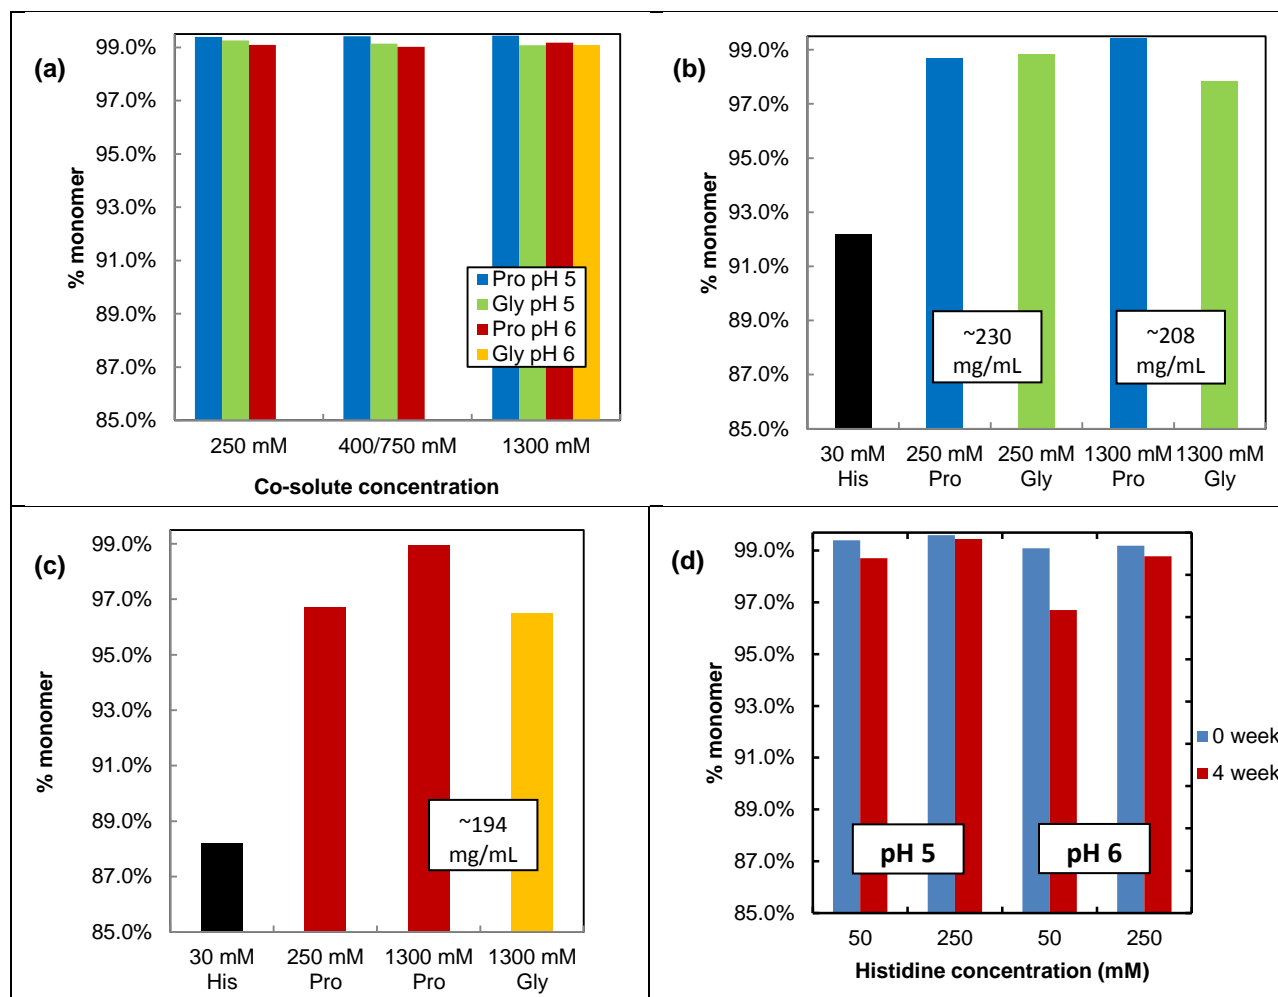 (a)
% monomer
99.0%
97.0%
95.0%
93.0%
91.0%
89.0%
87.0%
85.0%
Pro pH 5
Gly pH 5
Pro pH 6
Gly pH 6
250 mM
400/750 mM
1300 mM
Co-solute concentration
(b)
% monomer
99.0%
97.0%
95.0%
93.0%
91.0%
89.0%
87.0%
85.0%
~230
mg/mL
~208
mg/mL
30 mM
His
250 mM
Pro
250 mM
Gly
1300 mM
Pro
1300 mM
Gly
(c)
% monomer
99.0%
97.0%
95.0%
93.0%
91.0%
89.0%
87.0%
85.0%
~194
mg/mL
30 mM
His
250 mM
Pro
1300 mM
Pro
1300 mM
Gly
(d)
% monomer
99.0%
97.0%
95.0%
93.0%
91.0%
89.0%
87.0%
85.0%
0 week
4 week
pH 5
pH 6
50
250
50
250
Histidine concentration (mM)